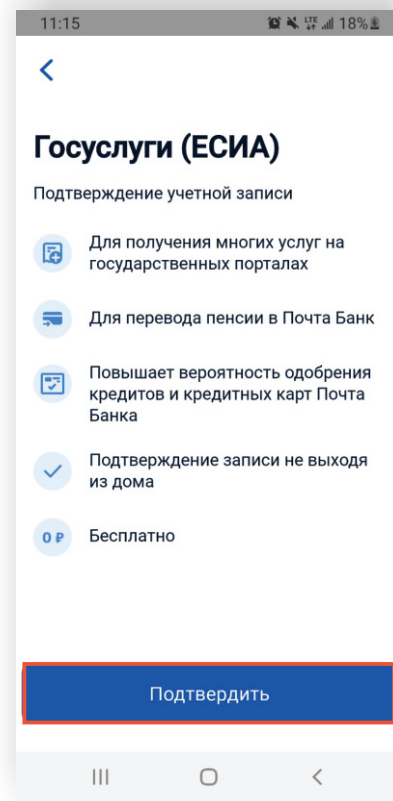 11:15 LTE 18%
Госуслуги (ЕСИА)
Подтверждение учетной записи
Для получения многих услуг на
государственных порталах
Для перевода пенсии в Почта Банк
Повышает вероятность одобрения
кредитов и кредитных карт Почта
Банка
Подтверждение записи не выходя
из дома
0 ₽ Бесплатно
Подтвердить